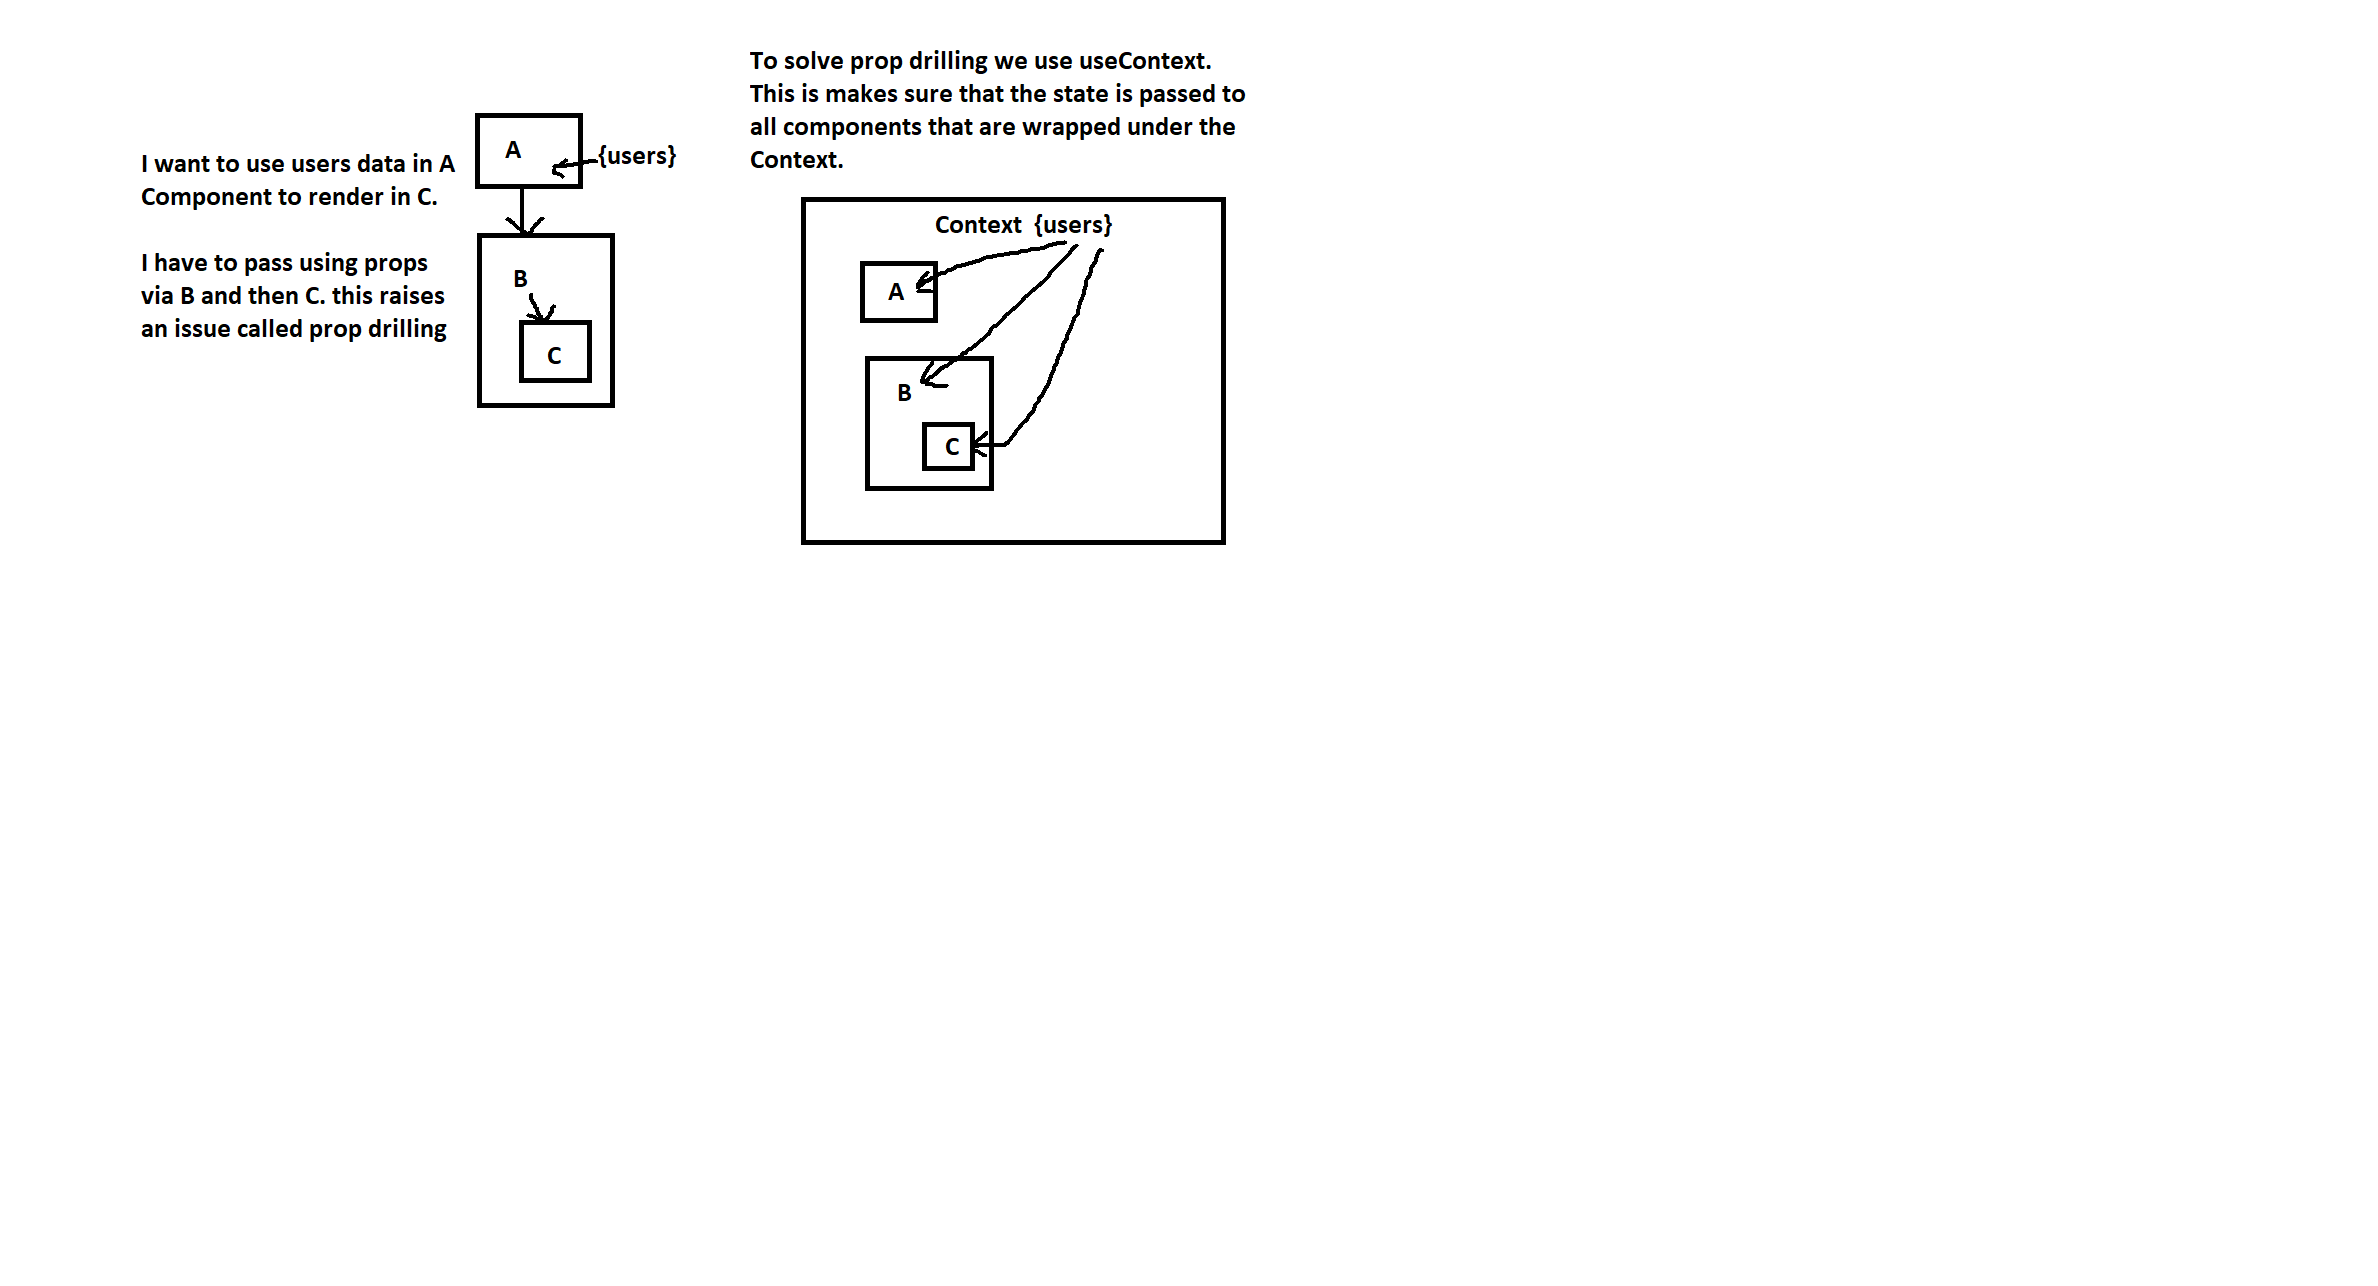 I want to use users data in A
Component to render in C.
I have to pass using props
via B and then C. this raises
an issue called prop drilling
A
{users}
B
C
To solve prop drilling we use useContext.
This is makes sure that the state is passed to
all components that are wrapped under the
Context.
Context {users}
A
B
C